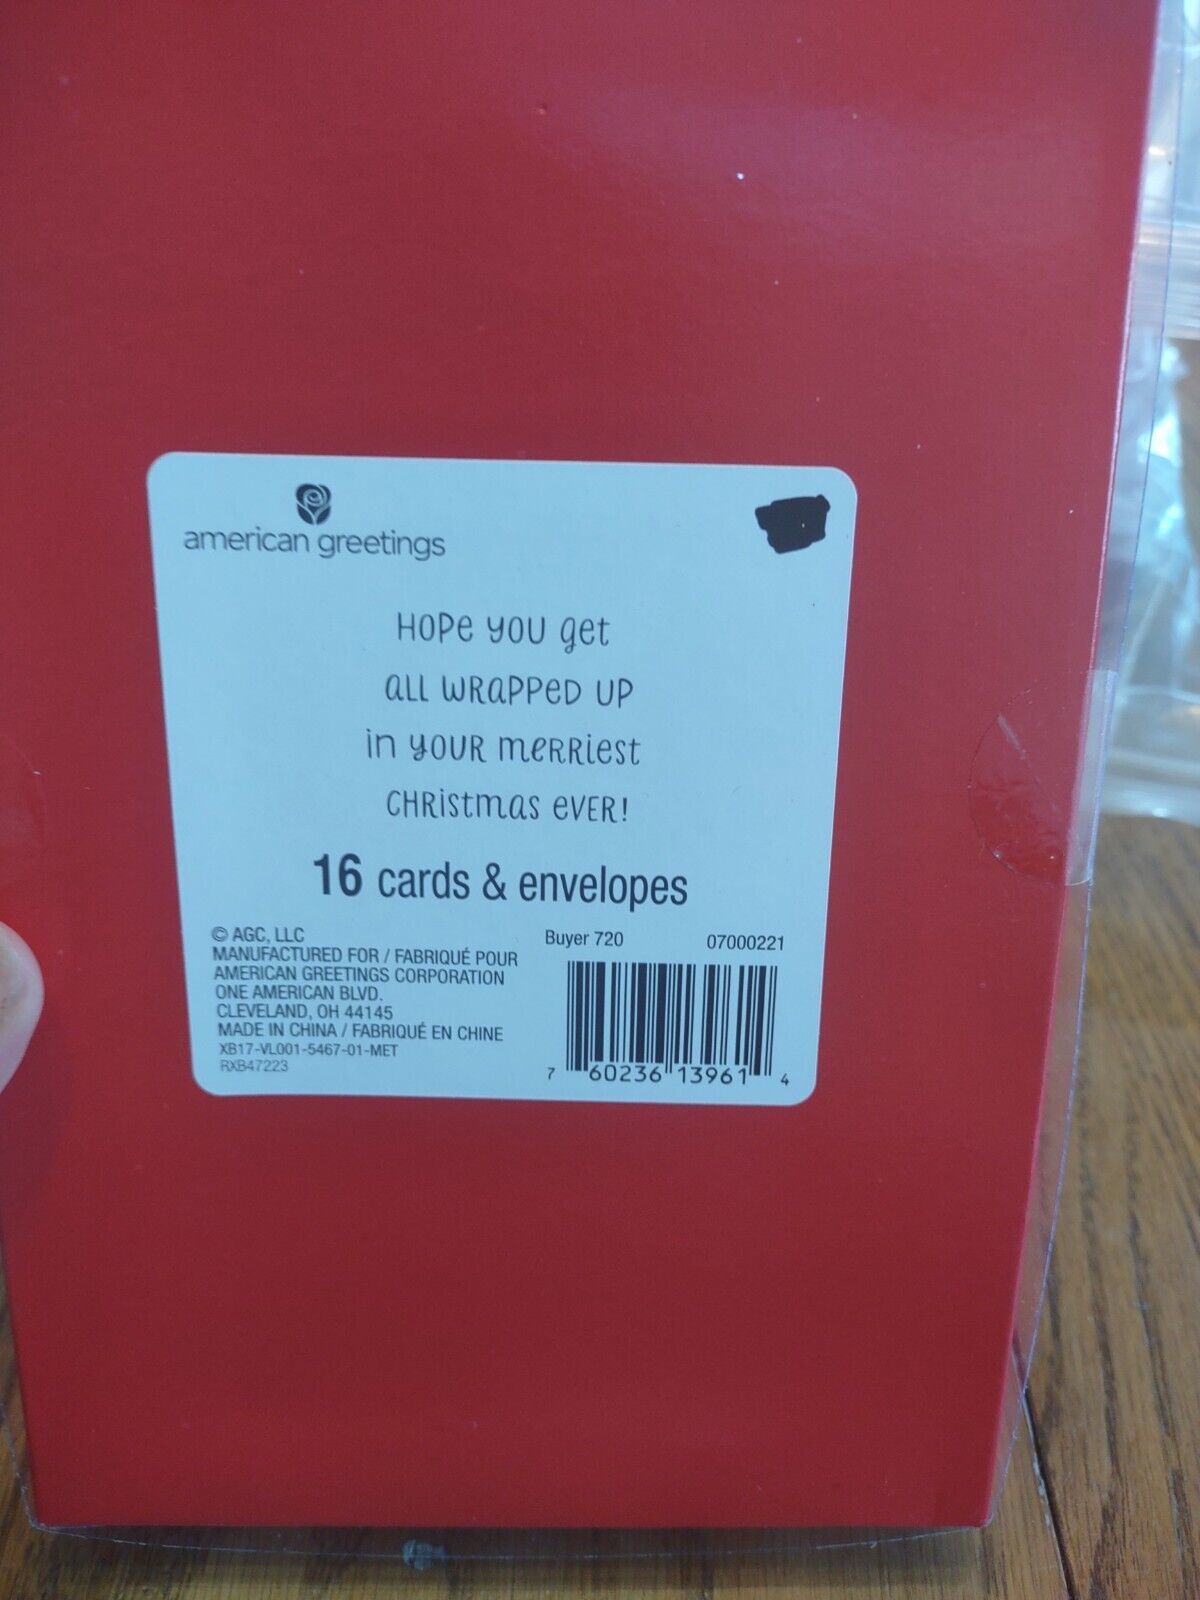 american greetings
HOPe YOU get
aLL WRaPPeD UP
in YOUR meRRiest
CHRistmas eVER!
16 cards & envelopes
© AGC, LLC
MANUFACTURED FOR / FABRIQUÉ POUR
AMERICAN GREETINGS CORPORATION
ONE AMERICAN BLVD.
CLEVELAND, OH 44145
MADE IN CHINA / FABRIQUÉ EN CHINE
XB17-VL001-5467-01-MET
RXB47223
Buyer 720 07000221
7 60236 13961 4